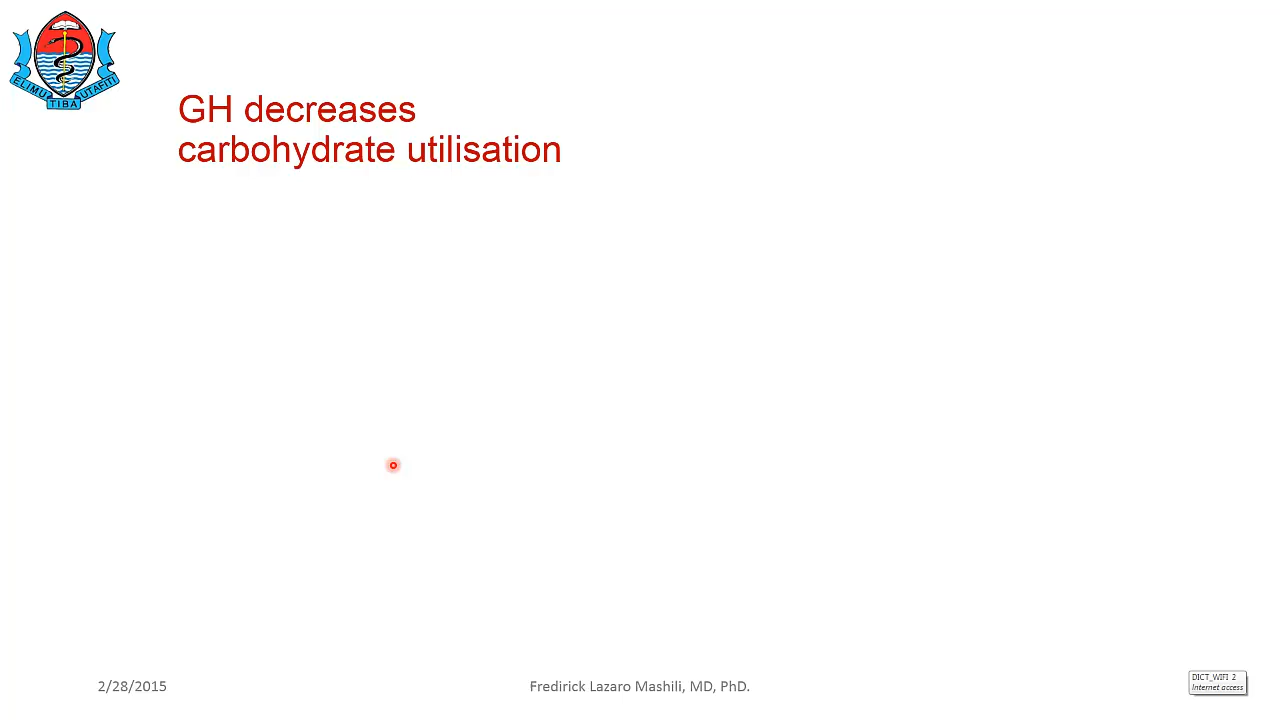 ELIMU TIBA UTAFITI
GH decreases
carbohydrate utilisation
2/28/2015
Fredirick Lazaro Mashili, MD, PhD.
DICT_WIFI 2
Internet access